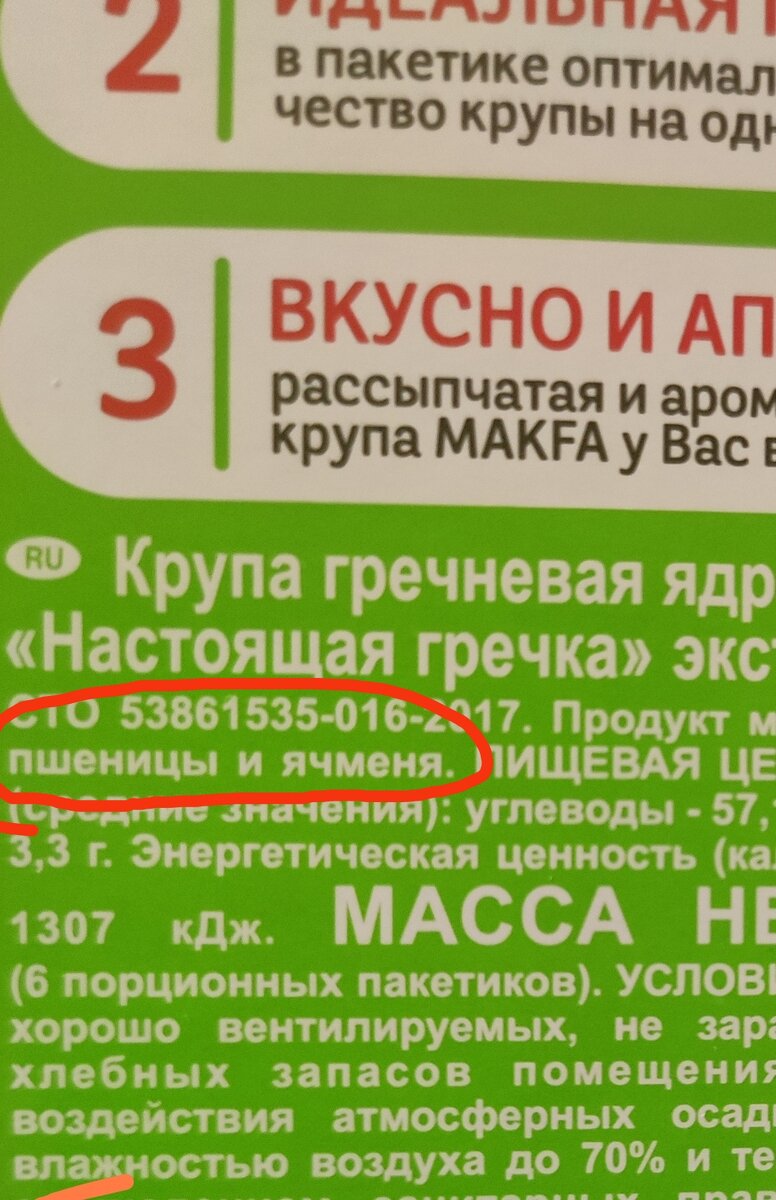 2
ИДЕАЛЬНАЯ
в пакетике оптимал
чество крупы на одн
3
ВКУСНО И АП
рассыпчатая и аром
крупа MAKFA у Вас в
RU Крупа гречневая ядр
«Настоящая гречка» экст
СТО 53861535-016-2017. Продукт м
пшеницы и ячменя. ПИЩЕВАЯ ЦЕ
(средние значения): углеводы - 57,
3,3 г. Энергетическая ценность (ка
1307 кДж. МАССА НЕ
(6 порционных пакетиков). УСЛОВИ
хорошо вентилируемых, не зара
хлебных запасов помещения
воздействия атмосферных осад
влажностью воздуха до 70% и те